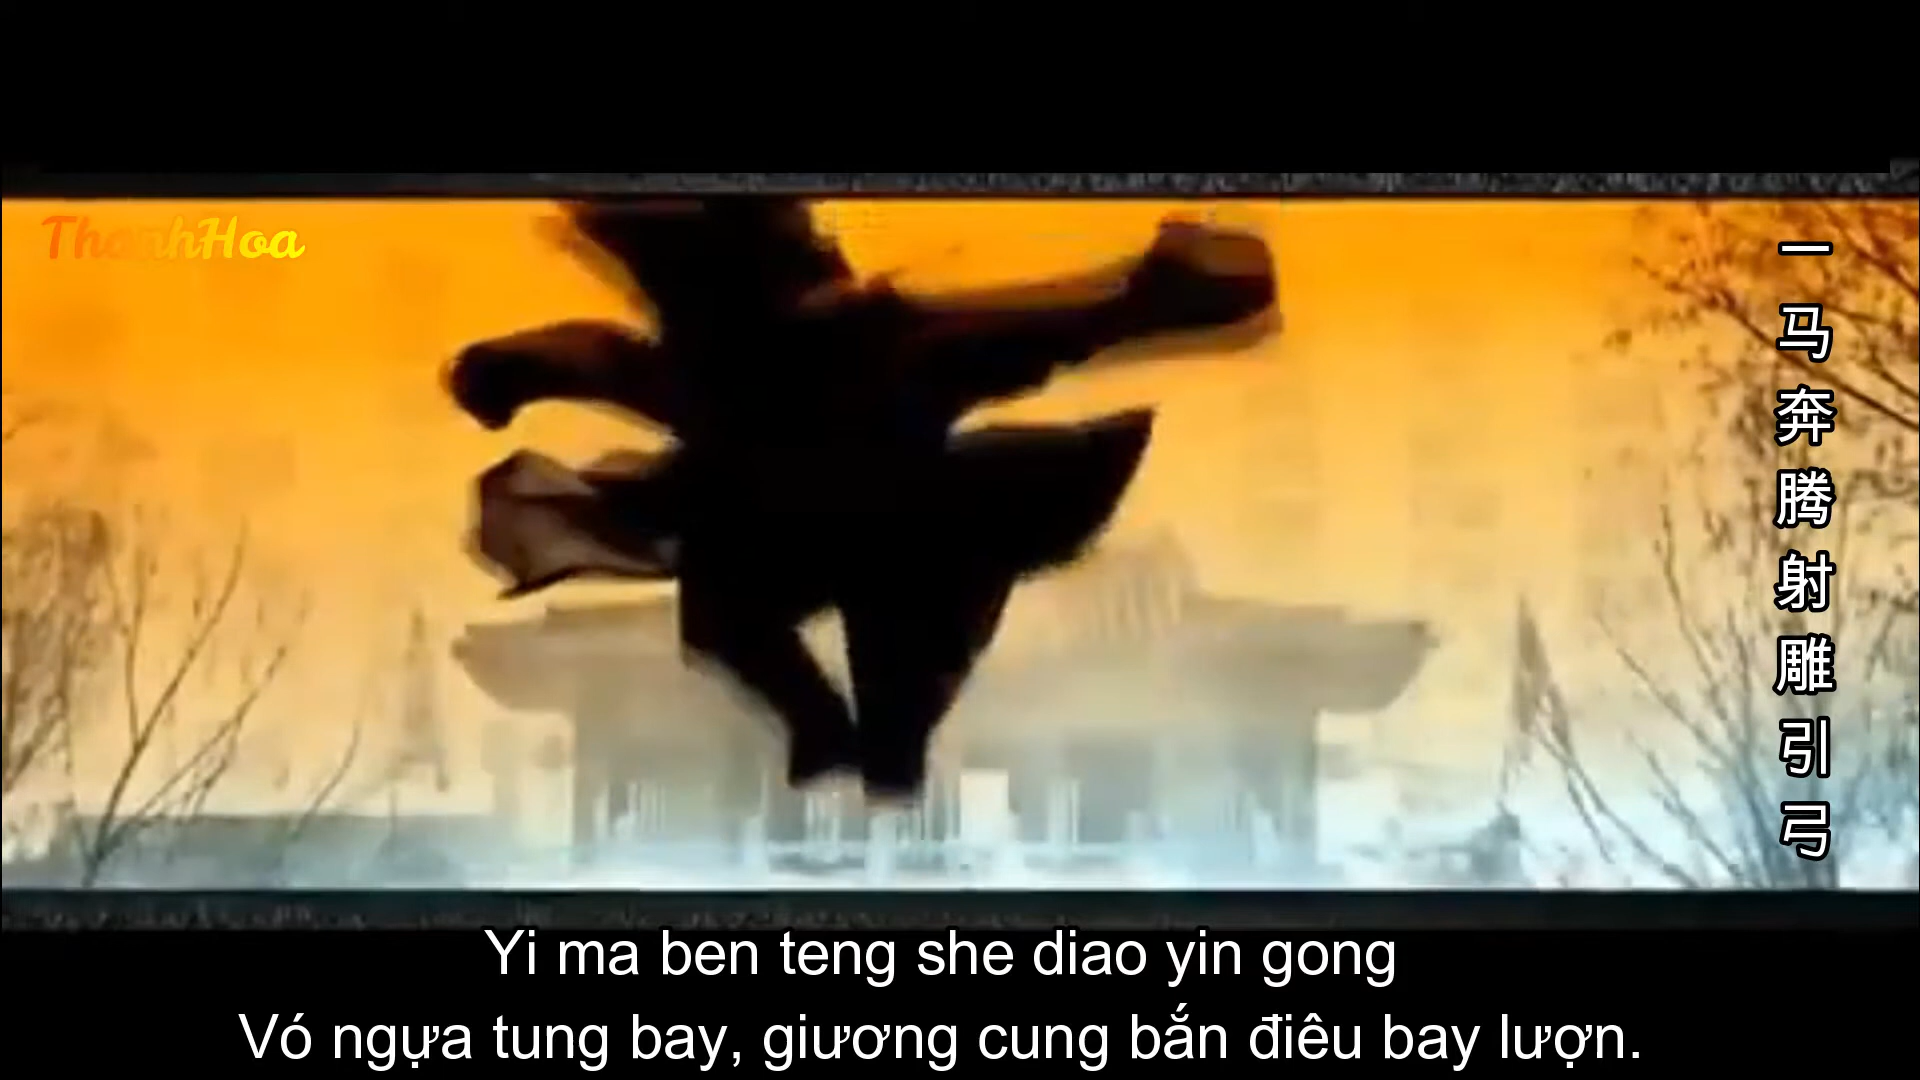 ThanhHoa
一马奔腾射雕引弓
Yi ma ben teng she diao yin gong
Vó ngựa tung bay, giương cung bắn điêu bay lượn.